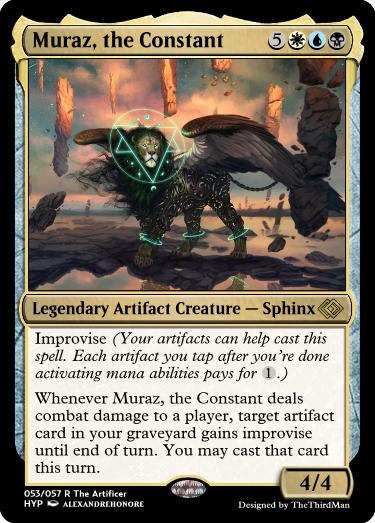 Muraz, the Constant 5
Legendary Artifact Creature — Sphinx
Improvise (Your artifacts can help cast this
spell. Each artifact you tap after you're done
activating mana abilities pays for 1.)
Whenever Muraz, the Constant deals
combat damage to a player, target artifact
card in your graveyard gains improvise
until end of turn. You may cast that card
this turn.
4/4
053/057 R The Artificer
HYP ALEXANDREHONORE
Designed by TheThirdMan